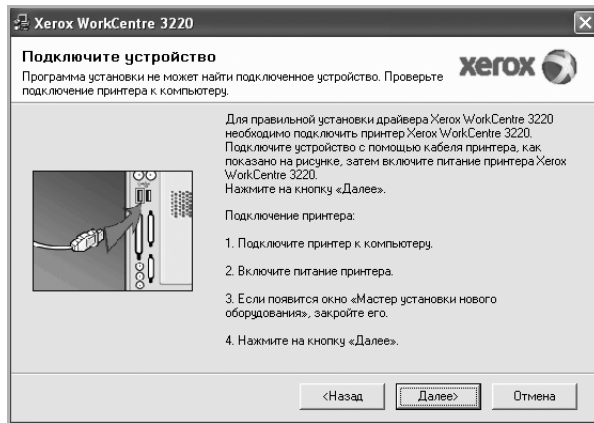 Xerox WorkCentre 3220
Подключите устройство
Программа установки не может найти подключенное устройство. Проверьте
подключение принтера к компьютеру.
xerox
Для правильной установки драйвера Xerox WorkCentre 3220
необходимо подключить принтер Xerox WorkCentre 3220.
Подключите устройство с помощью кабеля принтера, как
показано на рисунке, затем включите питание принтера Xerox
WorkCentre 3220.
Нажмите на кнопку «Далее».
Подключение принтера:
1. Подключите принтер к компьютеру.
2. Включите питание принтера.
3. Если появится окно «Мастер установки нового
оборудования», закройте его.
4. Нажмите на кнопку «Далее».
<Назад Далее> Отмена